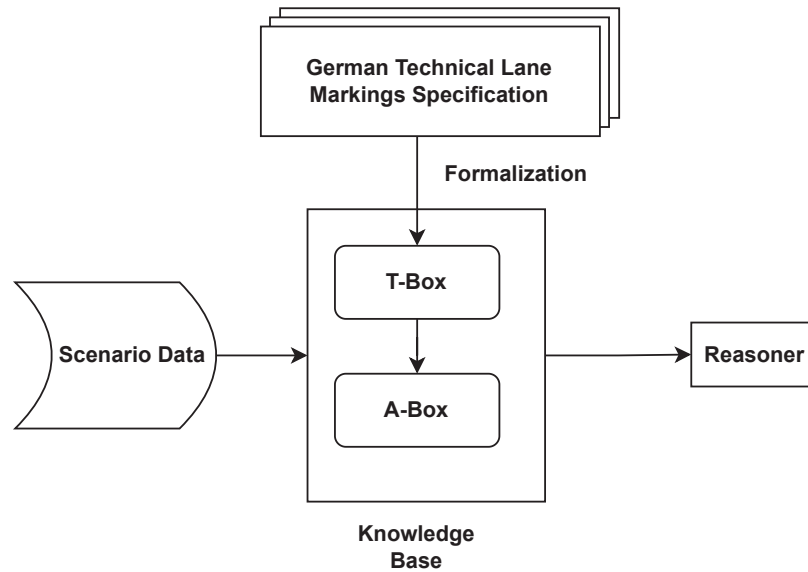 German Technical Lane
Markings Specification
Formalization
T-Box
Scenario Data
Reasoner
A-Box
Knowledge
Base